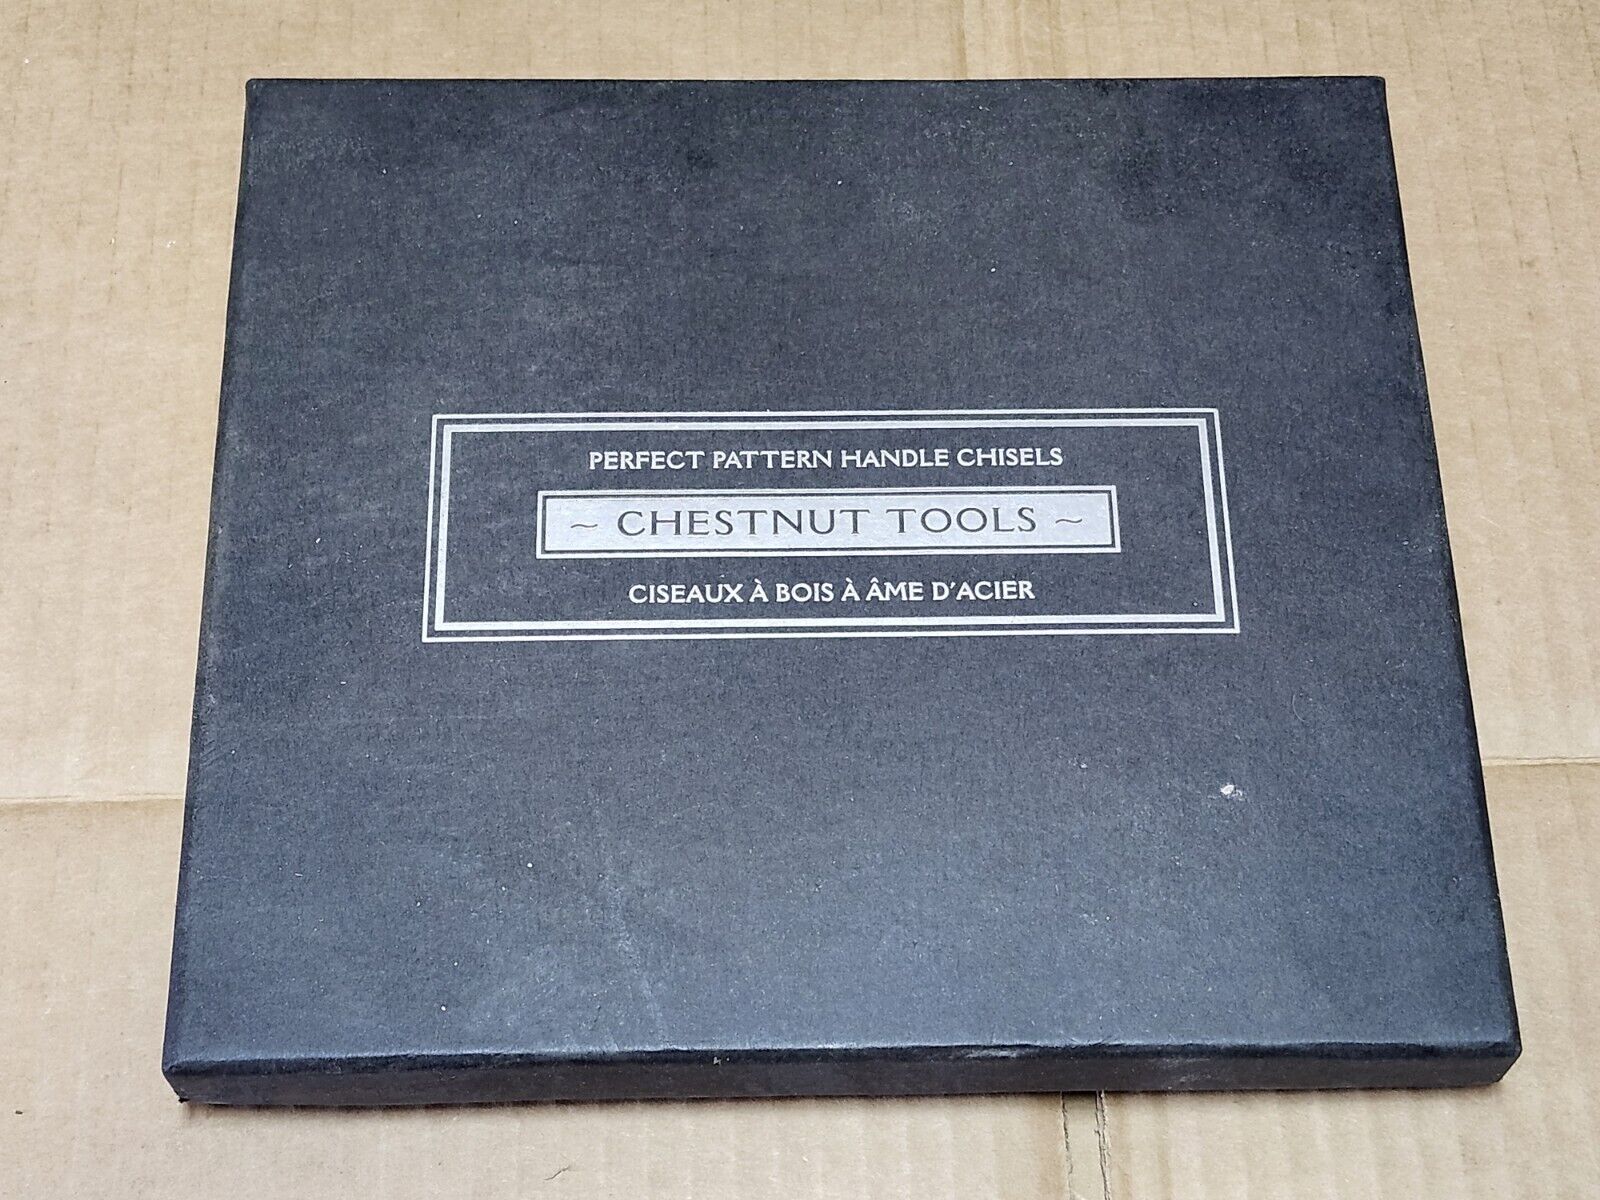 PERFECT PATTERN HANDLE CHISELS
~ CHESTNUT TOOLS ~
CISEAUX À BOIS À ÂME D'ACIER